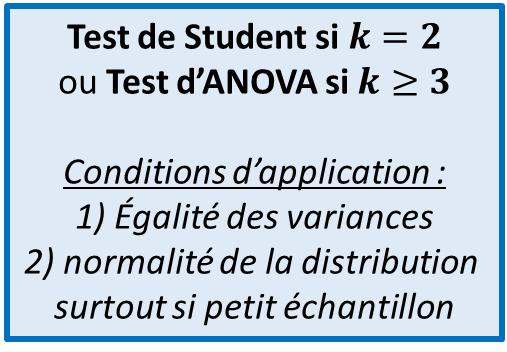 Test de Student si k = 2
ou Test d’ANOVA si k ≥ 3
Conditions d’application :
1) Égalité des variances
2) normalité de la distribution
surtout si petit échantillon